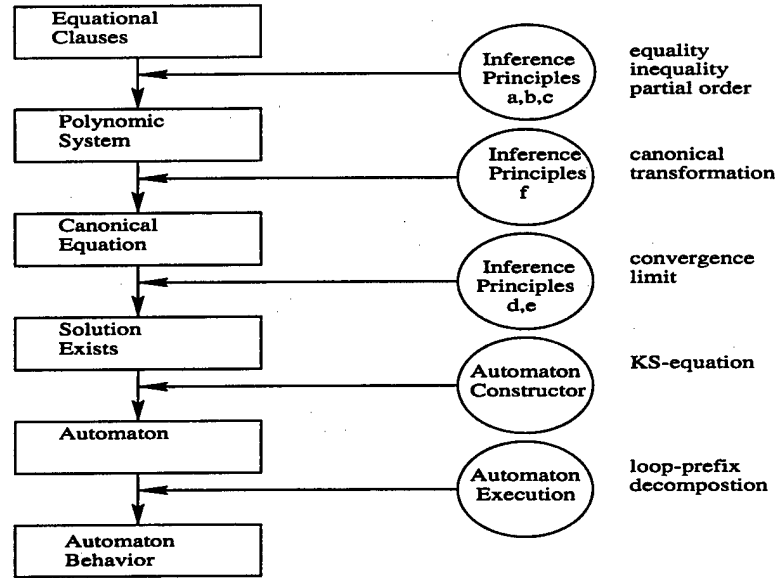 Equational
Clauses
Inference
Principles
a,b,c
equality
inequality
partial order
Polynomic
System
Inference
Principles
f
canonical
transformation
Canonical
Equation
Inference
Principles
d,e
convergence
limit
Solution
Exists
Automaton
Constructor
KS-equation
Automaton
Automaton
Execution
loop-prefix
decompostion
Automaton
Behavior